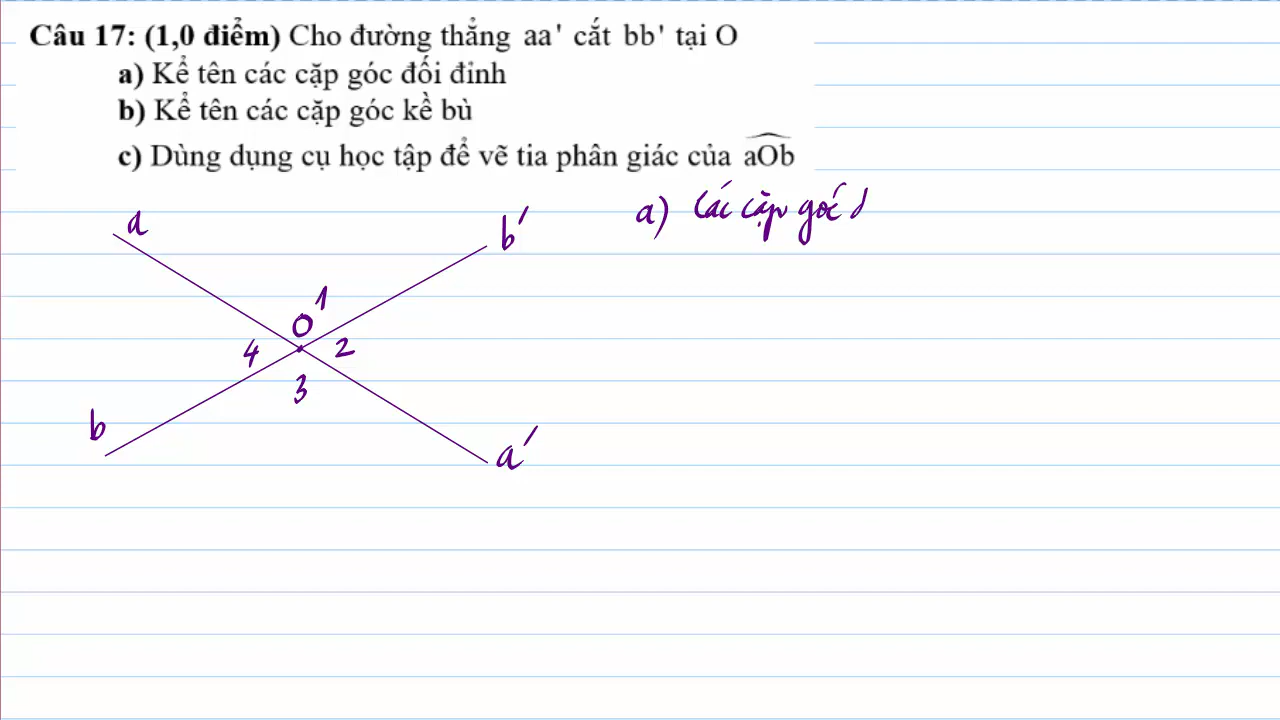 Câu 17: (1,0 điểm) Cho đường thẳng aa' cắt bb' tại O
a) Kể tên các cặp góc đối đỉnh
b) Kể tên các cặp góc kề bù
c) Dùng dụng cụ học tập để vẽ tia phân giác của aOb
a) Các cặp góc
a
b'
1
O
4
2
3
b
a'